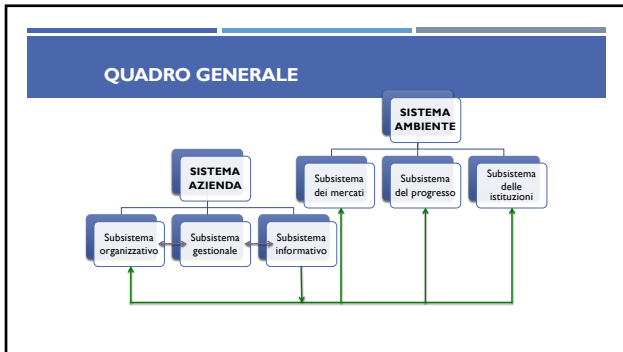 QUADRO GENERALE
SISTEMA
AMBIENTE
SISTEMA
AZIENDA
Subsistema
dei mercati
Subsistema
del progresso
Subsistema
delle
istituzioni
Subsistema
organizzativo
Subsistema
gestionale
Subsistema
informativo